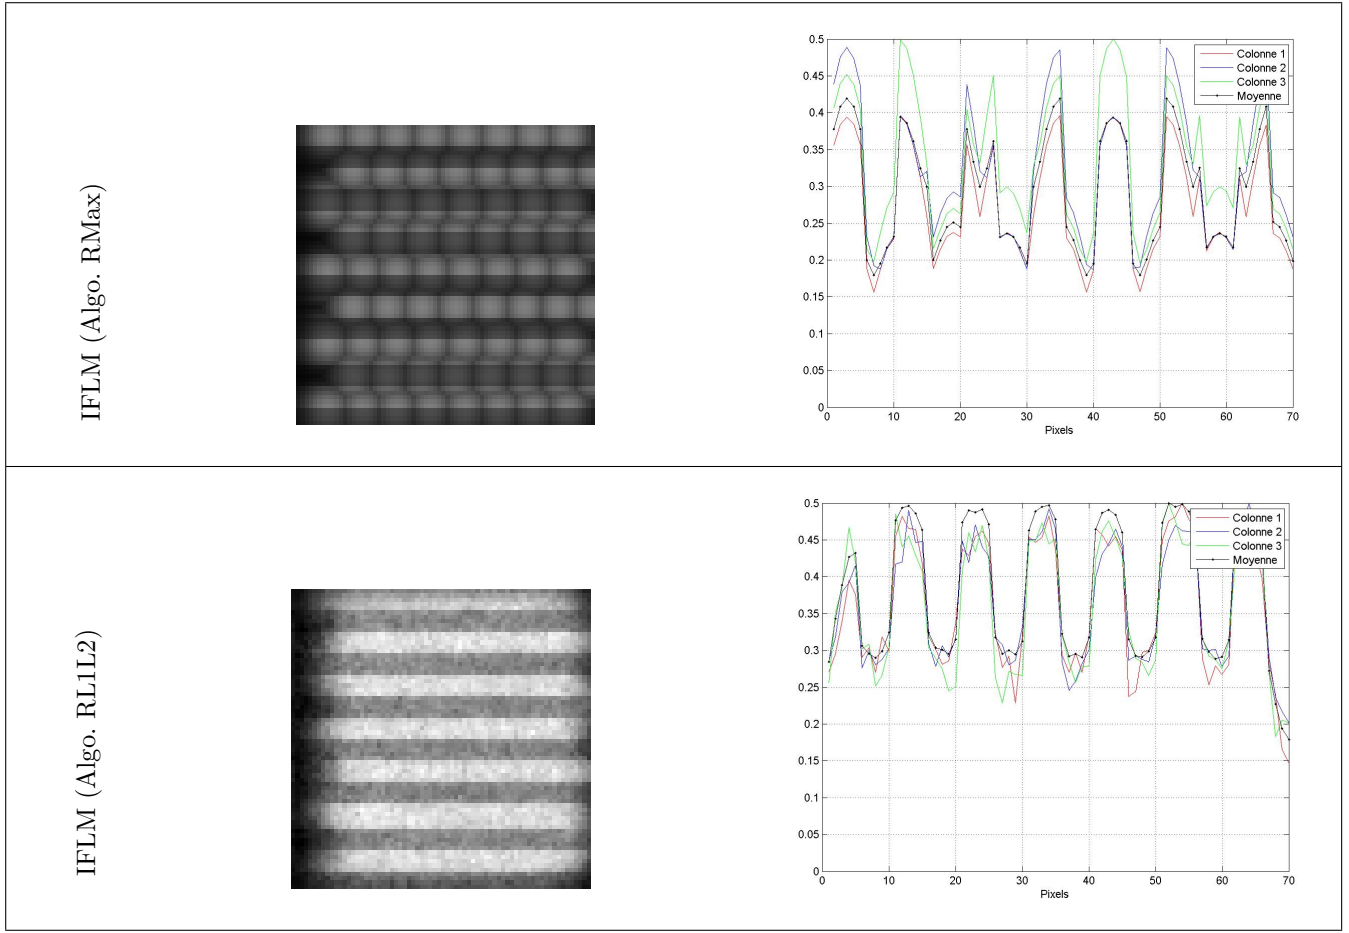 IFLM (Algo. RMax)
0.5
0.45
0.4
0.35
0.3
0.25
0.2
0.15
0.1
0.05
0
0 10 20 30 40 50 60 70
Pixels
Colonne 1
Colonne 2
Colonne 3
Moyenne
IFLM (Algo. RL1L2)
0.5
0.45
0.4
0.35
0.3
0.25
0.2
0.15
0.1
0.05
0
0 10 20 30 40 50 60 70
Pixels
Colonne 1
Colonne 2
Colonne 3
Moyenne